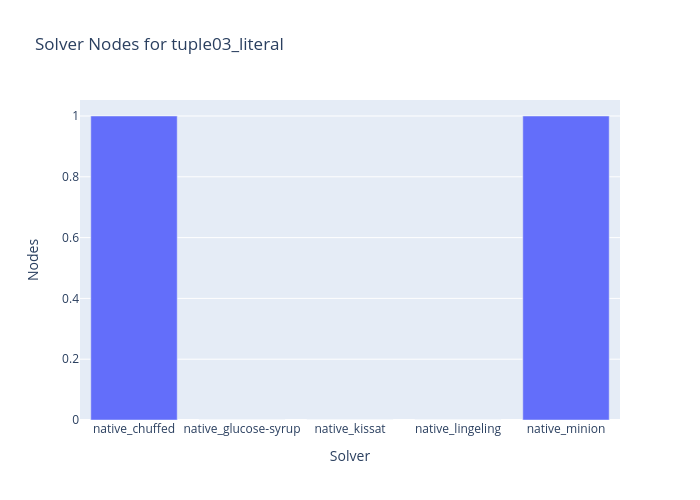 Solver Nodes for tuple03_literal
Nodes
1
0.8
0.6
0.4
0.2
0
native_chuffed native_glucose-syrup native_kissat native_lingeling native_minion
Solver